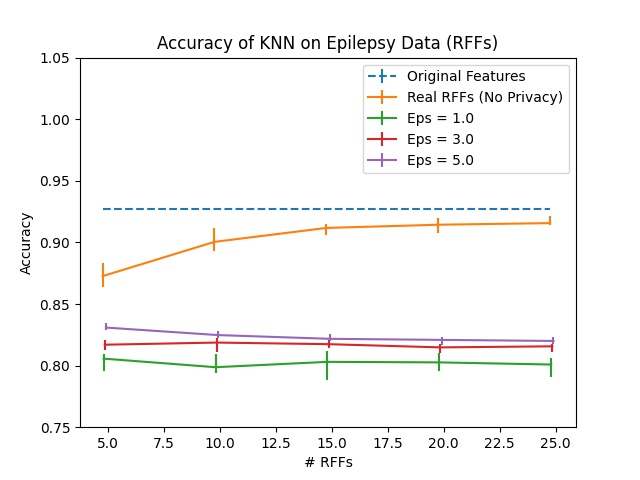 Accuracy of KNN on Epilepsy Data (RFFs)
1.05
1.00
0.95
0.90
0.85
0.80
0.75
Accuracy
Original Features
Real RFFs (No Privacy)
Eps = 1.0
Eps = 3.0
Eps = 5.0
5.0 7.5 10.0 12.5 15.0 17.5 20.0 22.5 25.0
# RFFs